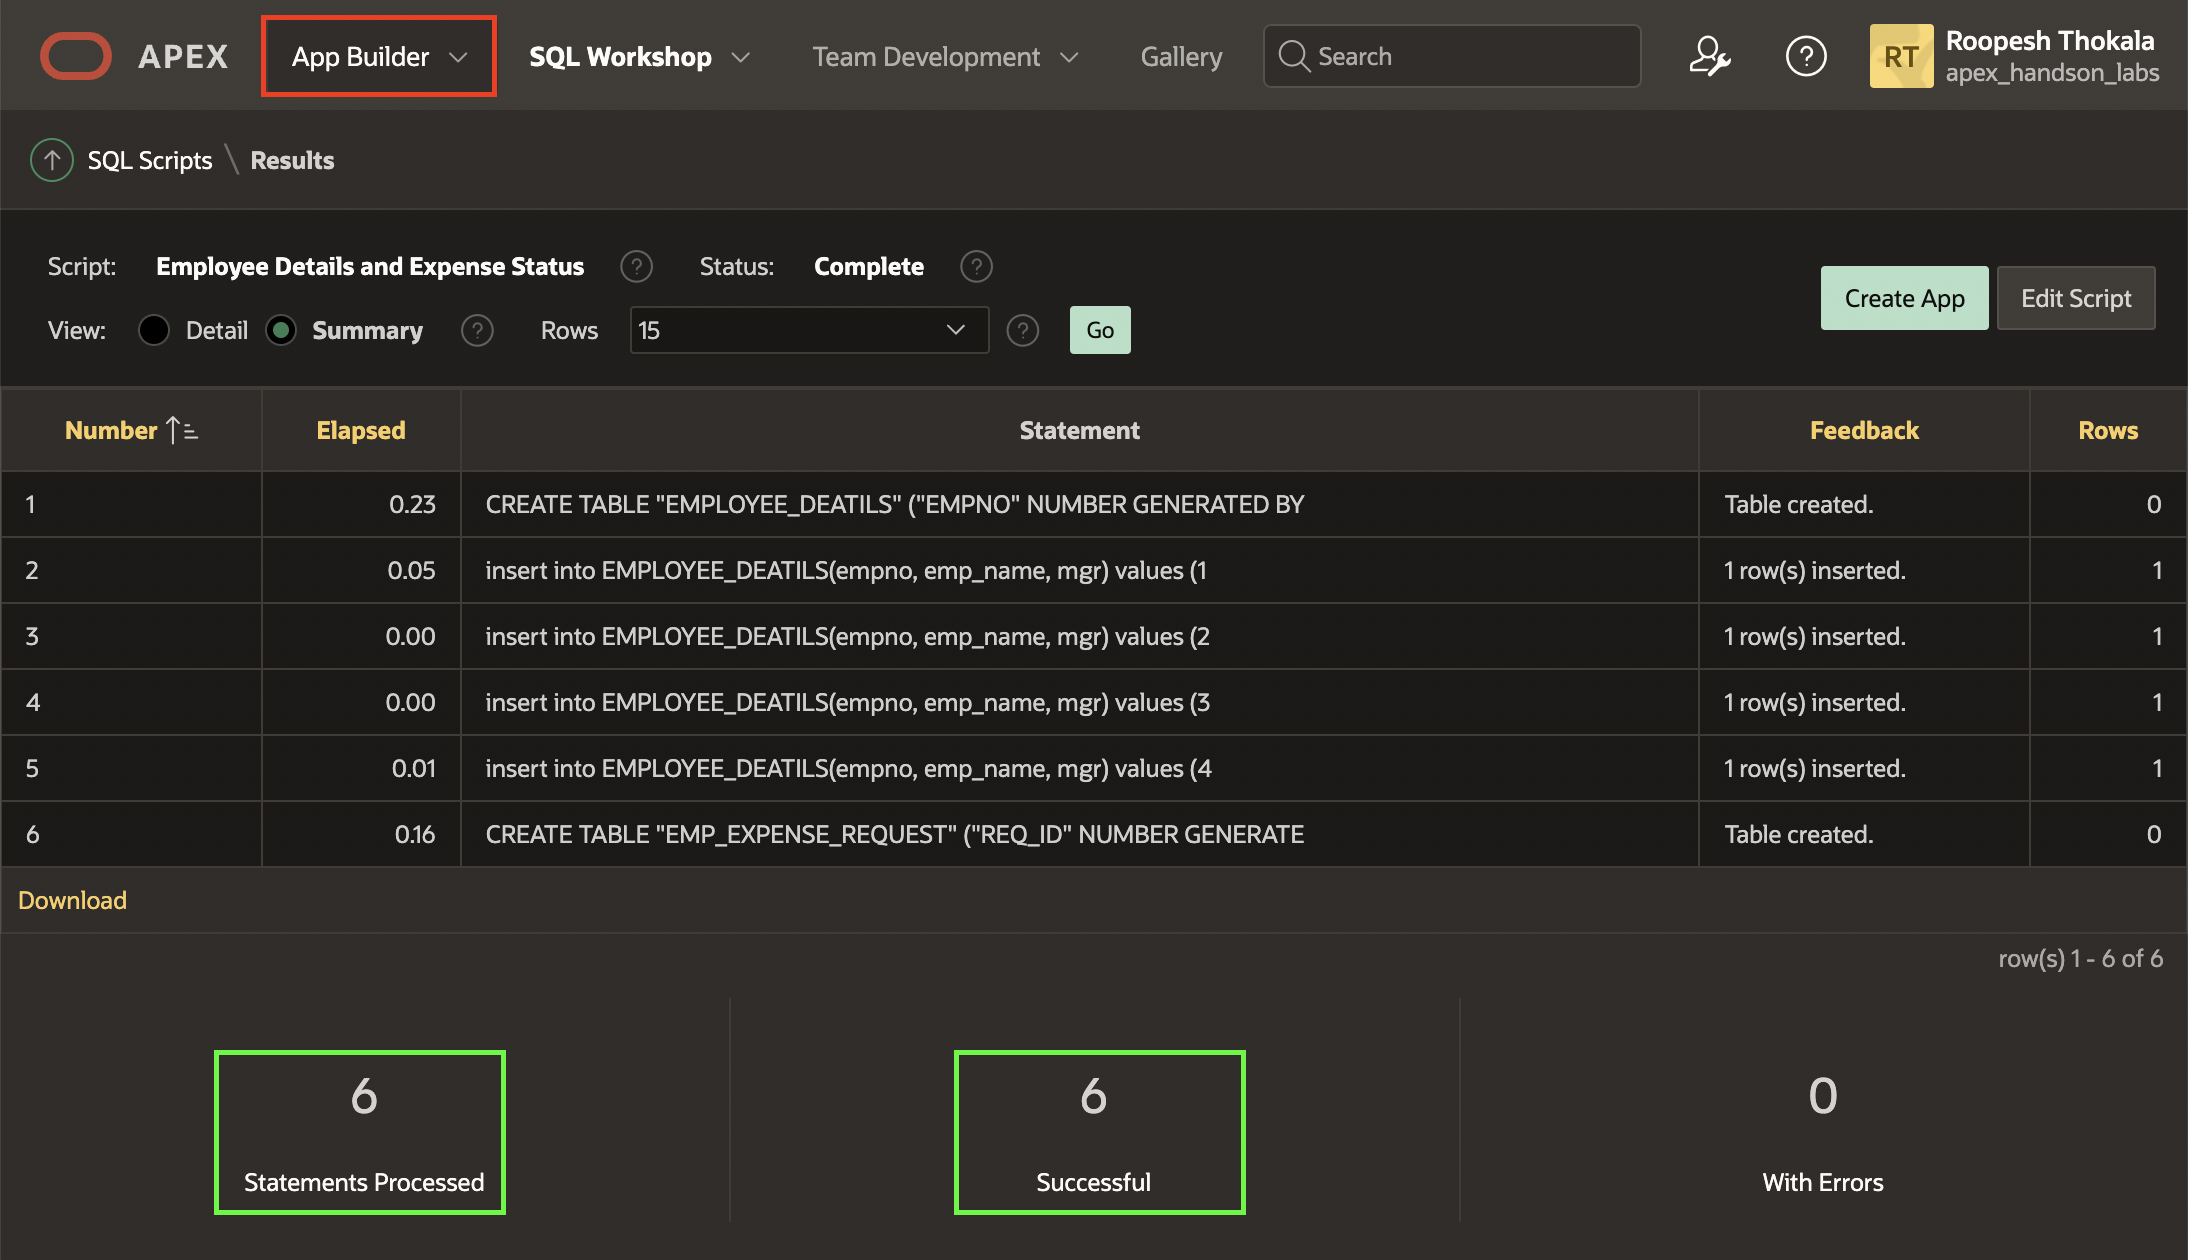 APEX App Builder SQL Workshop Team Development Gallery Search ? RT Roopesh Thokala
apex_handson_labs
SQL Scripts \ Results
Script: Employee Details and Expense Status ? Status: Complete ?
Create App Edit Script
View: Detail Summary ? Rows 15 ? Go
Number Elapsed Statement Feedback Rows
1 0.23 CREATE TABLE "EMPLOYEE_DEATILS" ("EMPNO" NUMBER GENERATED BY Table created. 0
2 0.05 insert into EMPLOYEE_DEATILS(empno, emp_name, mgr) values (1 1 row(s) inserted. 1
3 0.00 insert into EMPLOYEE_DEATILS(empno, emp_name, mgr) values (2 1 row(s) inserted. 1
4 0.00 insert into EMPLOYEE_DEATILS(empno, emp_name, mgr) values (3 1 row(s) inserted. 1
5 0.01 insert into EMPLOYEE_DEATILS(empno, emp_name, mgr) values (4 1 row(s) inserted. 1
6 0.16 CREATE TABLE "EMP_EXPENSE_REQUEST" ("REQ_ID" NUMBER GENERATE Table created. 0
Download
row(s) 1 - 6 of 6
6 6 0
Statements Processed Successful With Errors